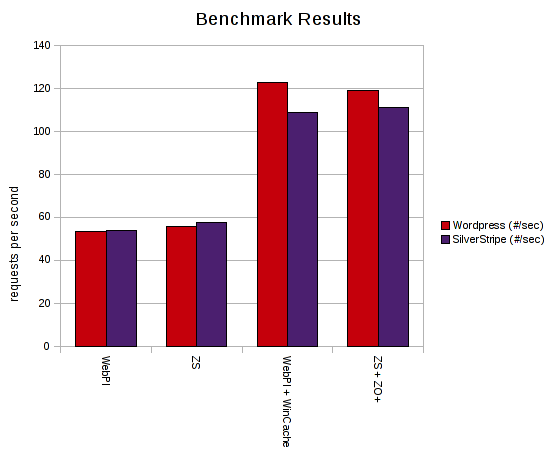 Benchmark Results
requests per second
140
120
100
80
60
40
20
0
WebPI
ZS
WebPI + WinCache
ZS + ZO+
Wordpress (#/sec)
SilverStripe (#/sec)